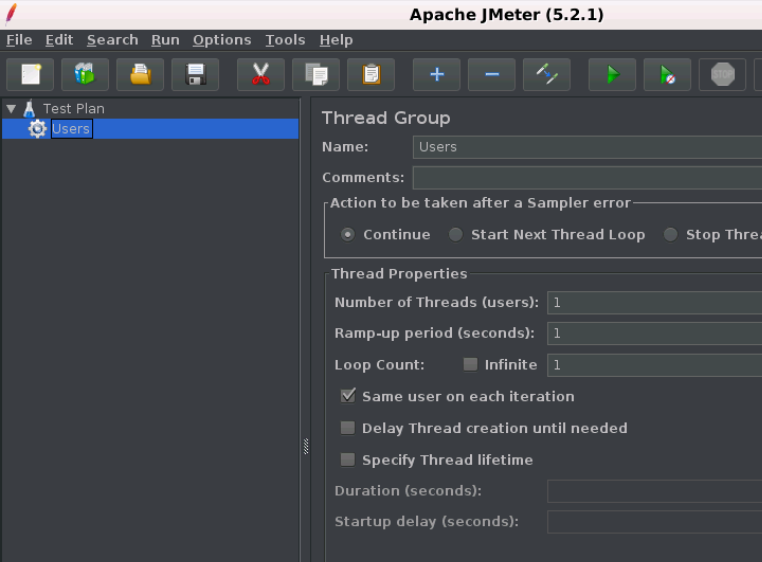 Apache JMeter (5.2.1)
File Edit Search Run Options Tools Help
STOP
Test Plan
Users
Thread Group
Name: Users
Comments:
Action to be taken after a Sampler error
Continue Start Next Thread Loop Stop Threa
Thread Properties
Number of Threads (users): 1
Ramp-up period (seconds): 1
Loop Count: Infinite 1
Same user on each iteration
Delay Thread creation until needed
Specify Thread lifetime
Duration (seconds):
Startup delay (seconds):